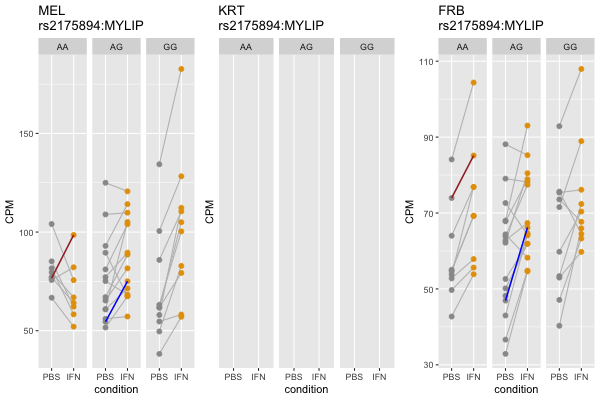 MEL
rs2175894:MYLIP
KRT
rs2175894:MYLIP
FRB
rs2175894:MYLIP
AA AG GG
AA AG GG
AA AG GG
CPM
150
100
50
PBS IFN PBS IFN PBS IFN
condition
CPM
PBS IFN PBS IFN PBS IFN
condition
CPM
110
90
70
50
30
PBS IFN PBS IFN PBS IFN
condition